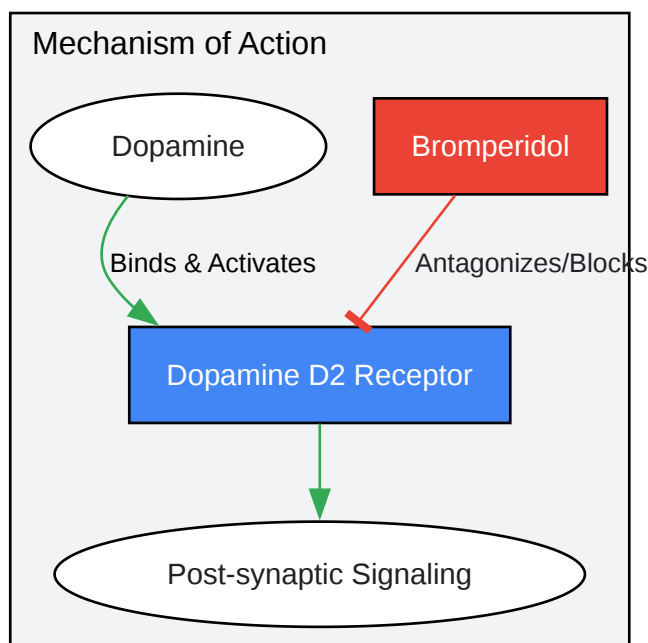 Mechanism of Action
Dopamine
Bromperidol
Binds & Activates
Antagonizes/Blocks
Dopamine D2 Receptor
Post-synaptic Signaling